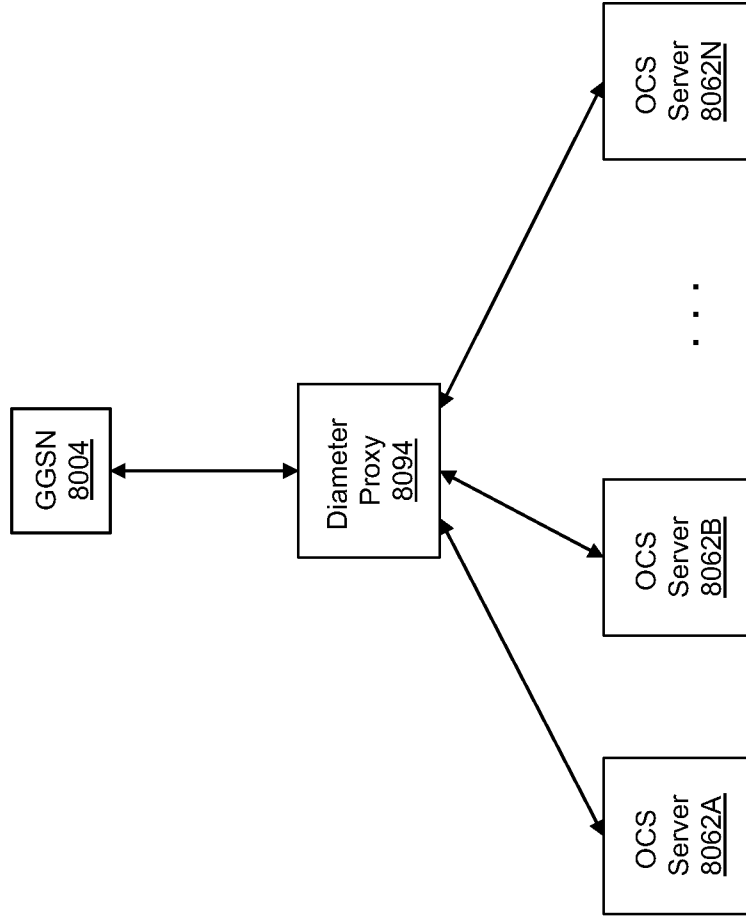 GGSN
8004
Diameter
Proxy
8094
OCS
Server
8062A
OCS
Server
8062B
. . .
OCS
Server
8062N